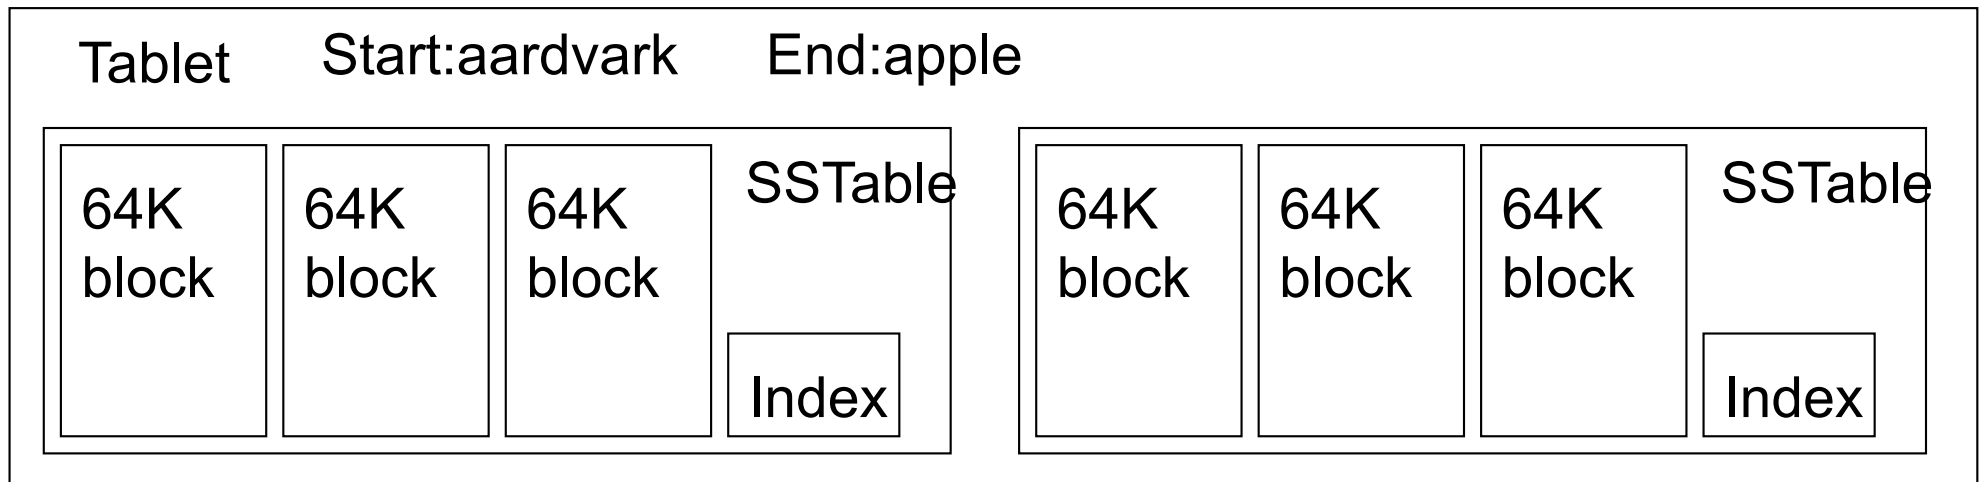 Tablet
Start:aardvark
End:apple
64K
block
64K
block
64K
block
SSTable
Index
64K
block
64K
block
64K
block
SSTable
Index